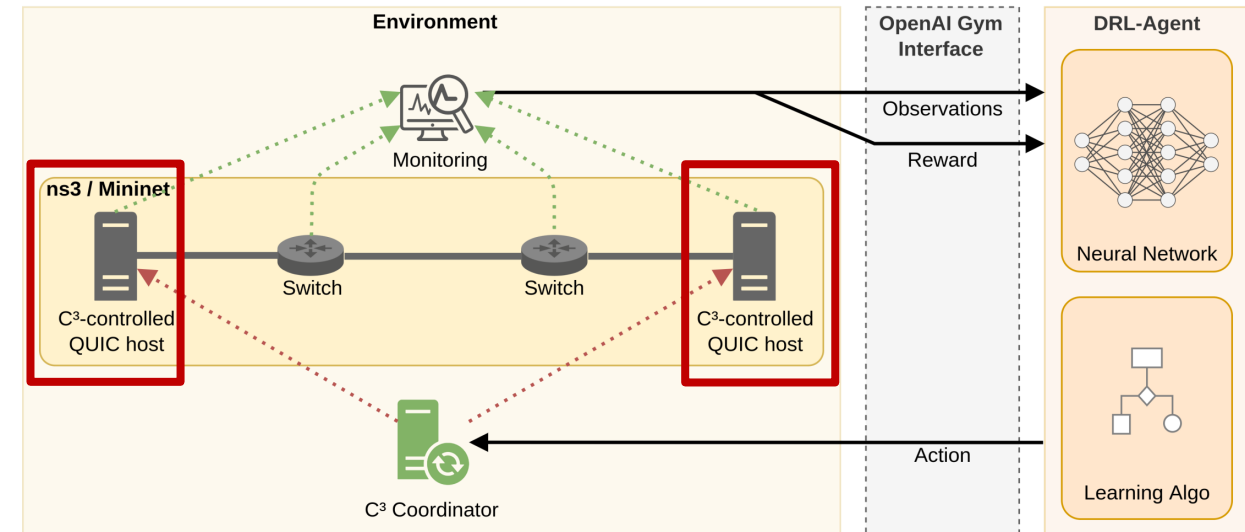 Environment
OpenAI Gym
Interface
DRL-Agent
Observations
Monitoring
Reward
ns3 / Mininet
Neural Network
Switch
Switch
C³-controlled
QUIC host
C³-controlled
QUIC host
Action
Learning Algo
C³ Coordinator